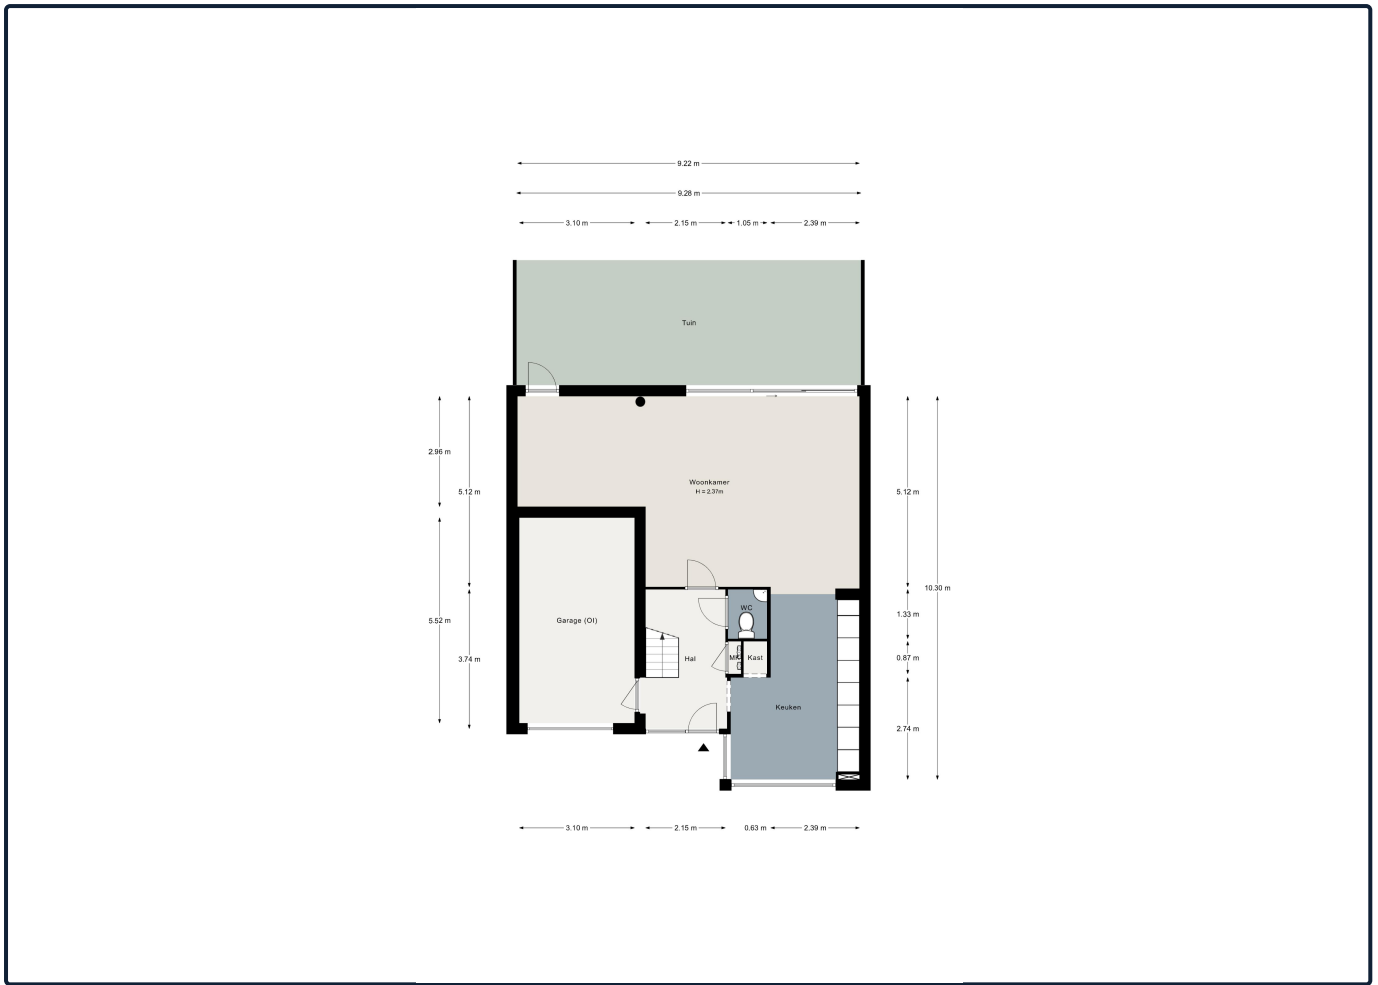 9.22 m
9.28 m
3.10 m
2.15 m
1.05 m
2.39 m
Tuin
2.96 m
5.12 m
Woonkamer
H = 2.37m
5.12 m
10.30 m
WC
1.33 m
5.52 m
Garage (OI)
3.74 m
Hal
MK
Kast
0.87 m
Keuken
2.74 m
3.10 m
2.15 m
0.63 m
2.39 m